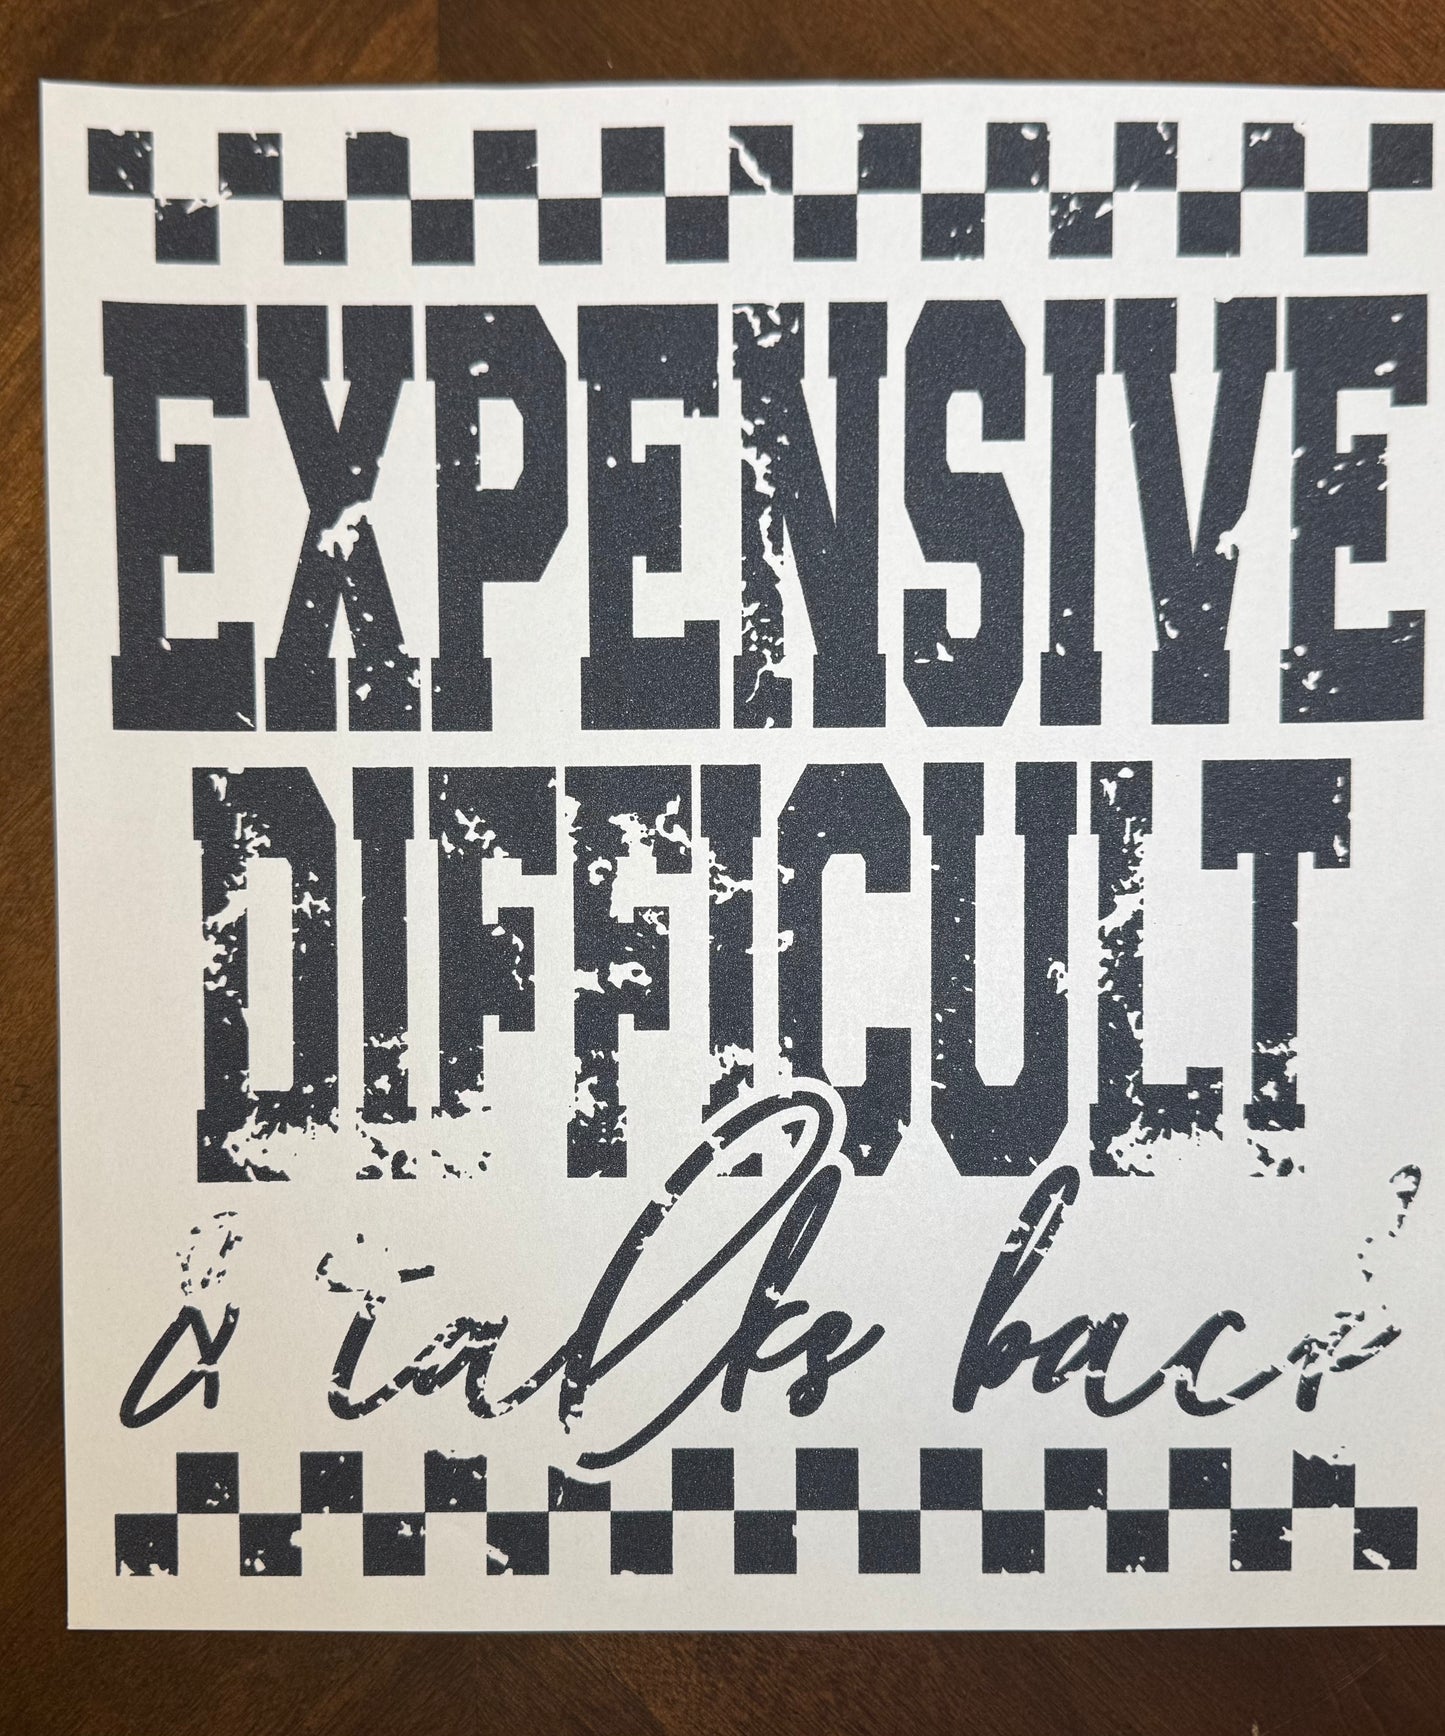 EXPENSIVE
DIFFICULT
& talks back